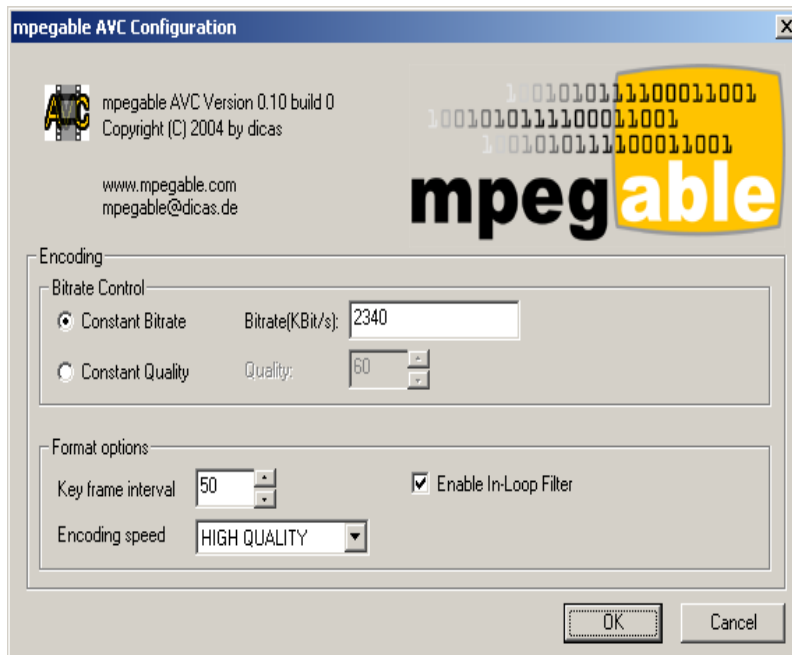 mpegable AVC Configuration
AVC
mpegable AVC Version 0.10 build 0
Copyright (C) 2004 by dicas
www.mpegable.com
mpegable@dicas.de
10010101111100011001
10010101111100011001
10010101111100011001
mpegable
Encoding
Bitrate Control
Constant Bitrate
Bitrate(KBit/s):
2340
Constant Quality
Quality:
60
Format options
Key frame interval
50
Enable In-Loop Filter
Encoding speed
HIGH QUALITY
OK
Cancel